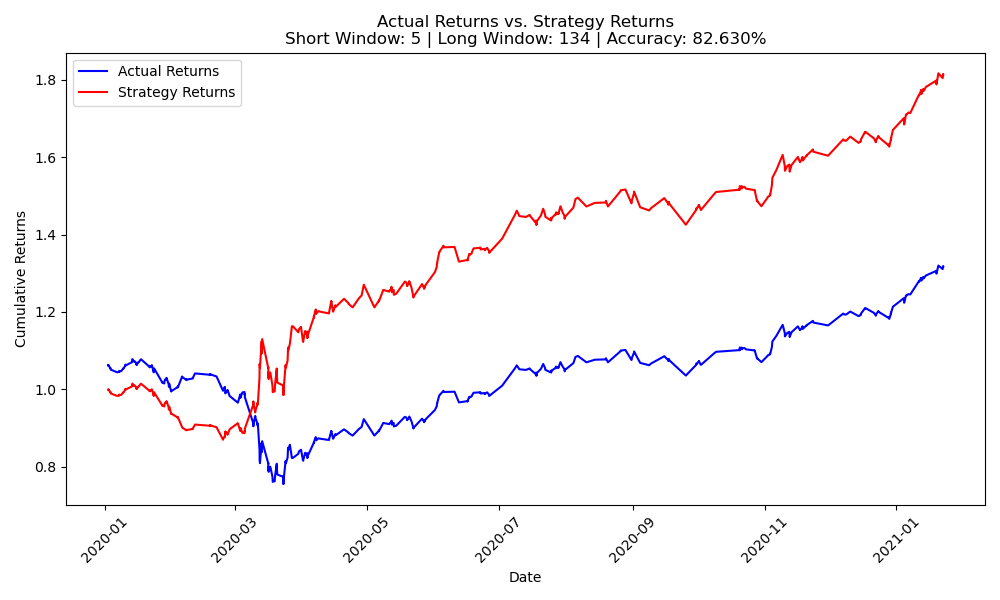 Actual Returns vs. Strategy Returns
Short Window: 5 | Long Window: 134 | Accuracy: 82.630%
Actual Returns
Strategy Returns
Cumulative Returns
1.8
1.6
1.4
1.2
1.0
0.8
2020-01
2020-03
2020-05
2020-07
2020-09
2020-11
2021-01
Date